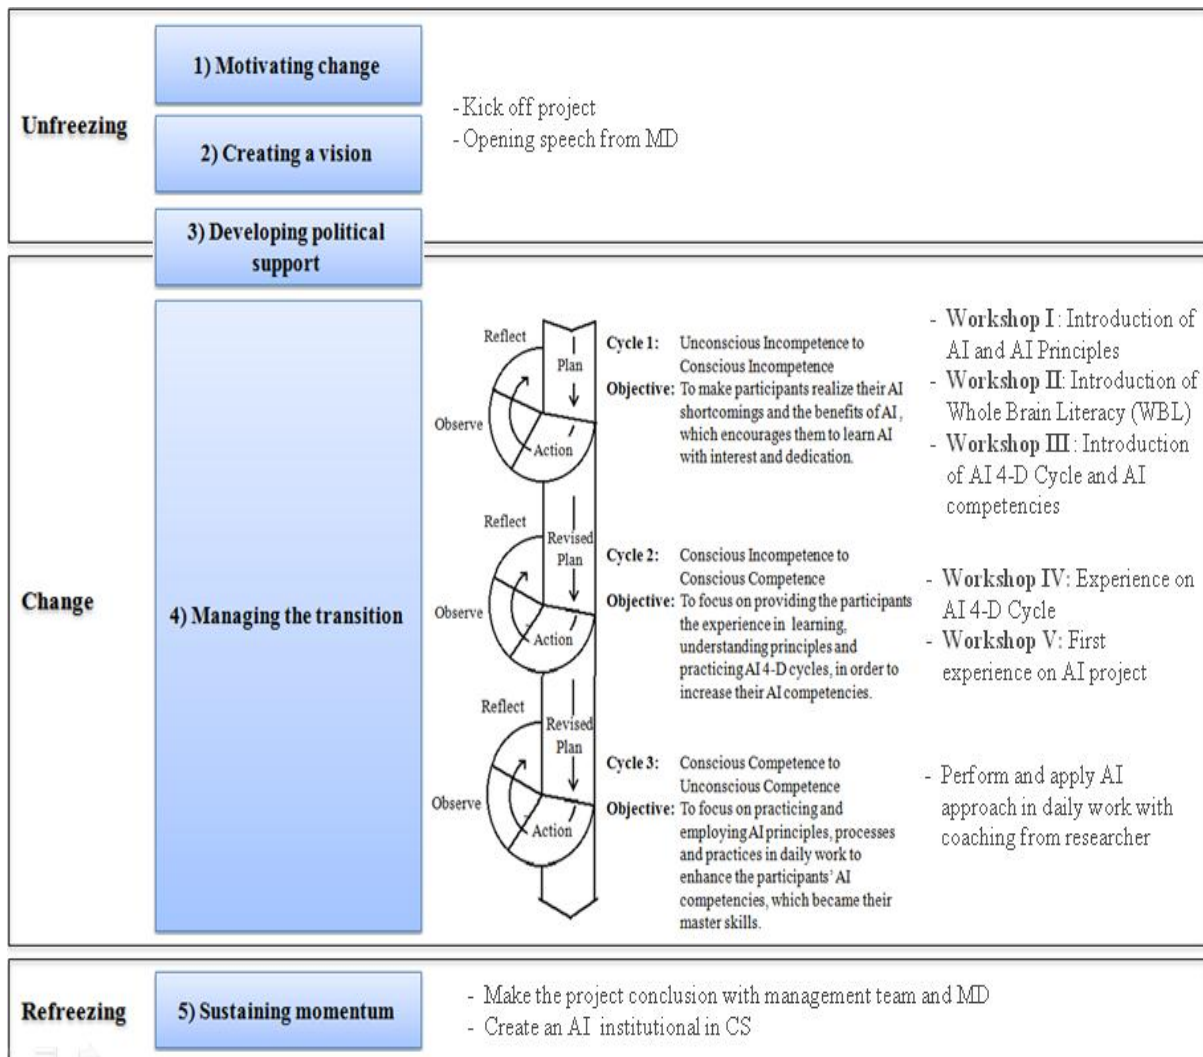 Unfreezing
1) Motivating change
2) Creating a vision
3) Developing political
support
- Kick off project
- Opening speech from MD
Change
4) Managing the transition
Reflect
Plan
Observe
Action
Cycle 1: Unconscious Incompetence to
Conscious Incompetence
Objective: To make participants realize their AI
shortcomings and the benefits of AI ,
which encourages them to learn AI
with interest and dedication.
- Workshop I : Introduction of
AI and AI Principles
- Workshop II: Introduction of
Whole Brain Literacy (WBL)
- Workshop III : Introduction
of AI 4-D Cycle and AI
competencies
Reflect
Revised
Plan
Observe
Action
Cycle 2: Conscious Incompetence to
Conscious Competence
Objective: To focus on providing the participants
the experience in learning,
understanding principles and
practicing AI 4-D cycles, in order to
increase their AI competencies.
- Workshop IV: Experience on
AI 4-D Cycle
- Workshop V: First
experience on AI project
Reflect
Revised
Plan
Observe
Action
Cycle 3: Conscious Competence to
Unconscious Competence
Objective: To focus on practicing and
employing AI principles, processes
and practices in daily work to
enhance the participants' AI
competencies, which became their
master skills.
- Perform and apply AI
approach in daily work with
coaching from researcher
Refreezing
5) Sustaining momentum
- Make the project conclusion with management team and MD
- Create an AI institutional in CS